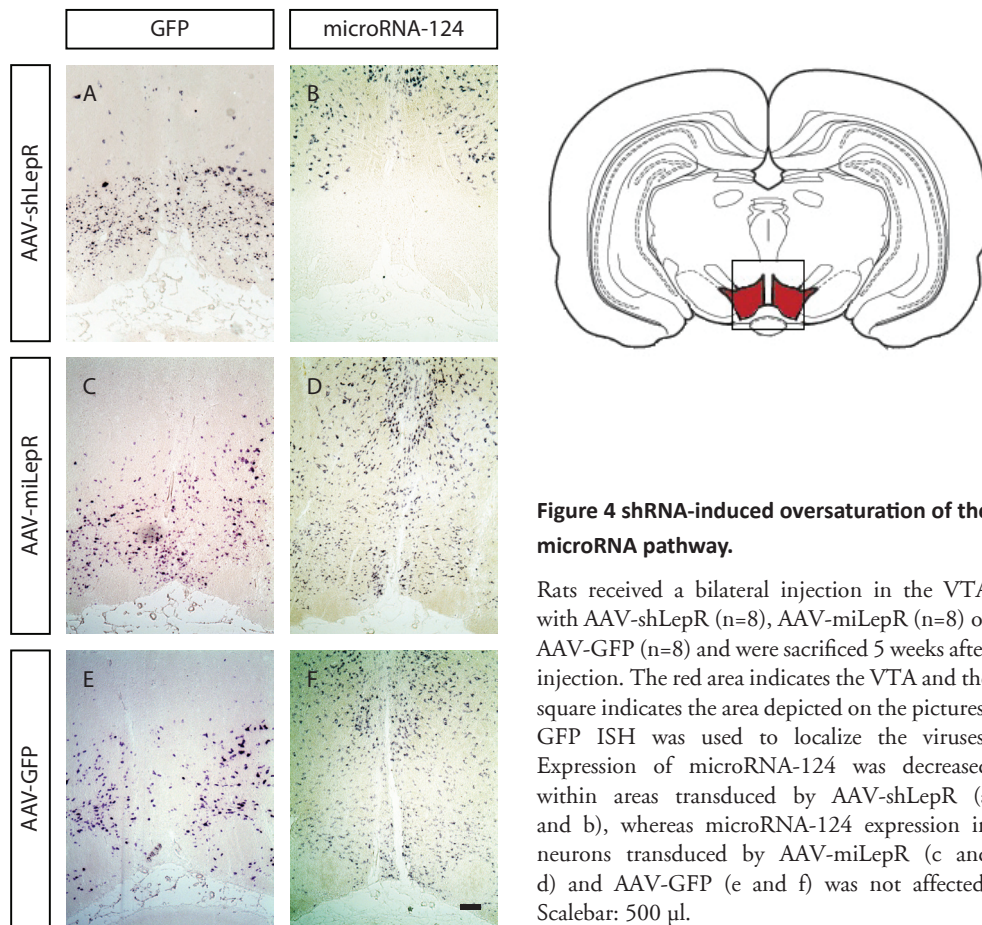 GFP
microRNA-124
AAV-shLepR
A
B
AAV-miLepR
C
D
AAV-GFP
E
F
Figure 4 shRNA-induced oversaturation of the
microRNA pathway.
Rats received a bilateral injection in the VTA
with AAV-shLepR (n=8), AAV-miLepR (n=8) o
AAV-GFP (n=8) and were sacrificed 5 weeks afte
injection. The red area indicates the VTA and the
square indicates the area depicted on the pictures
GFP ISH was used to localize the viruses
Expression of microRNA-124 was decreased
within areas transduced by AAV-shLepR (a
and b), whereas microRNA-124 expression in
neurons transduced by AAV-miLepR (c and
d) and AAV-GFP (e and f) was not affected
Scalebar: 500 µl.